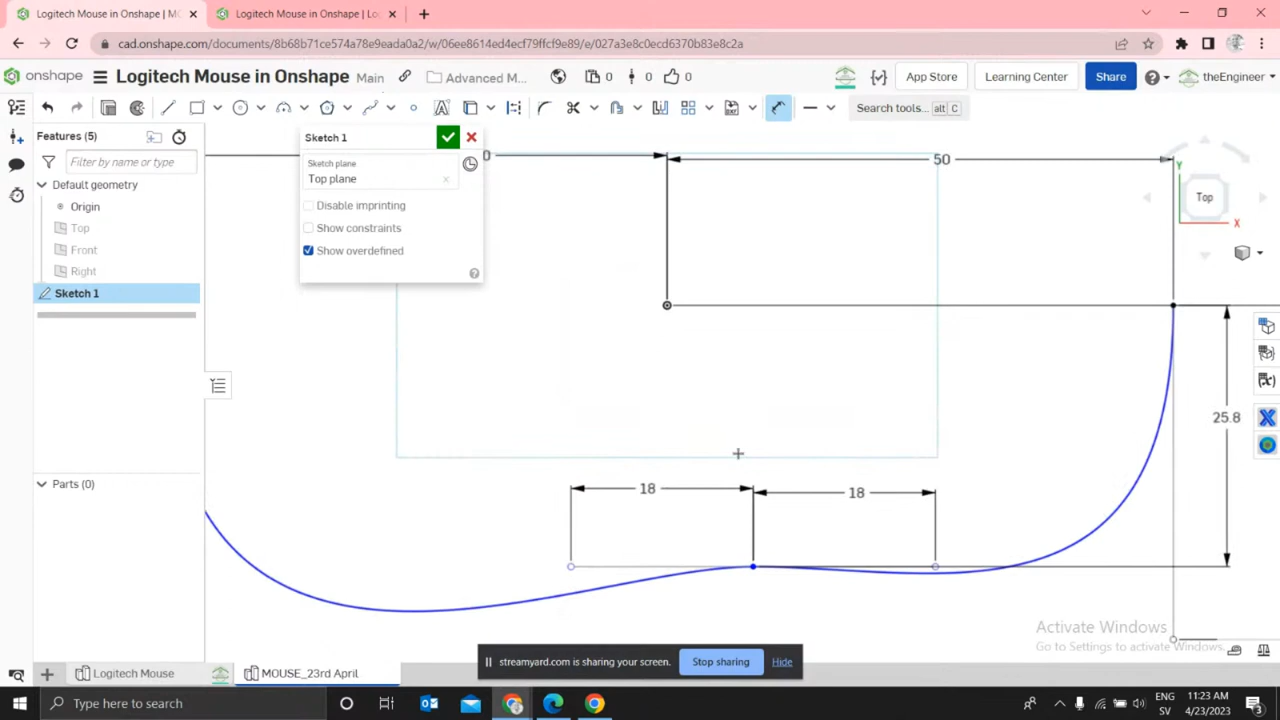 Logitech Mouse in Onshape | MO
Logitech Mouse in Onshape | Lo
cad.onshape.com/documents/8b68b71ce574a78e9eada0a2/w/06ee8614ed4ecf79ffcf9e89/e/027a3e8c0ecd6370b83e8c2a
onshape
Logitech Mouse in Onshape
Main
Advanced M...
0
0
0
App Store
Learning Center
Share
theEngineer
Search tools...
alt C
Features (5)
Filter by name or type
Default geometry
Origin
Top
Front
Right
Sketch 1
Parts (0)
Sketch 1
Sketch plane
Top plane
Disable imprinting
Show constraints
Show overdefined
0
50
Y
Top
X
25.8
18
18
Activate Windows
Go to Settings to activate Windows.
streamyard.com is sharing your screen.
Stop sharing
Hide
Logitech Mouse
MOUSE_23rd April
Type here to search
ENG
SV
11:23 AM
4/23/2023
3